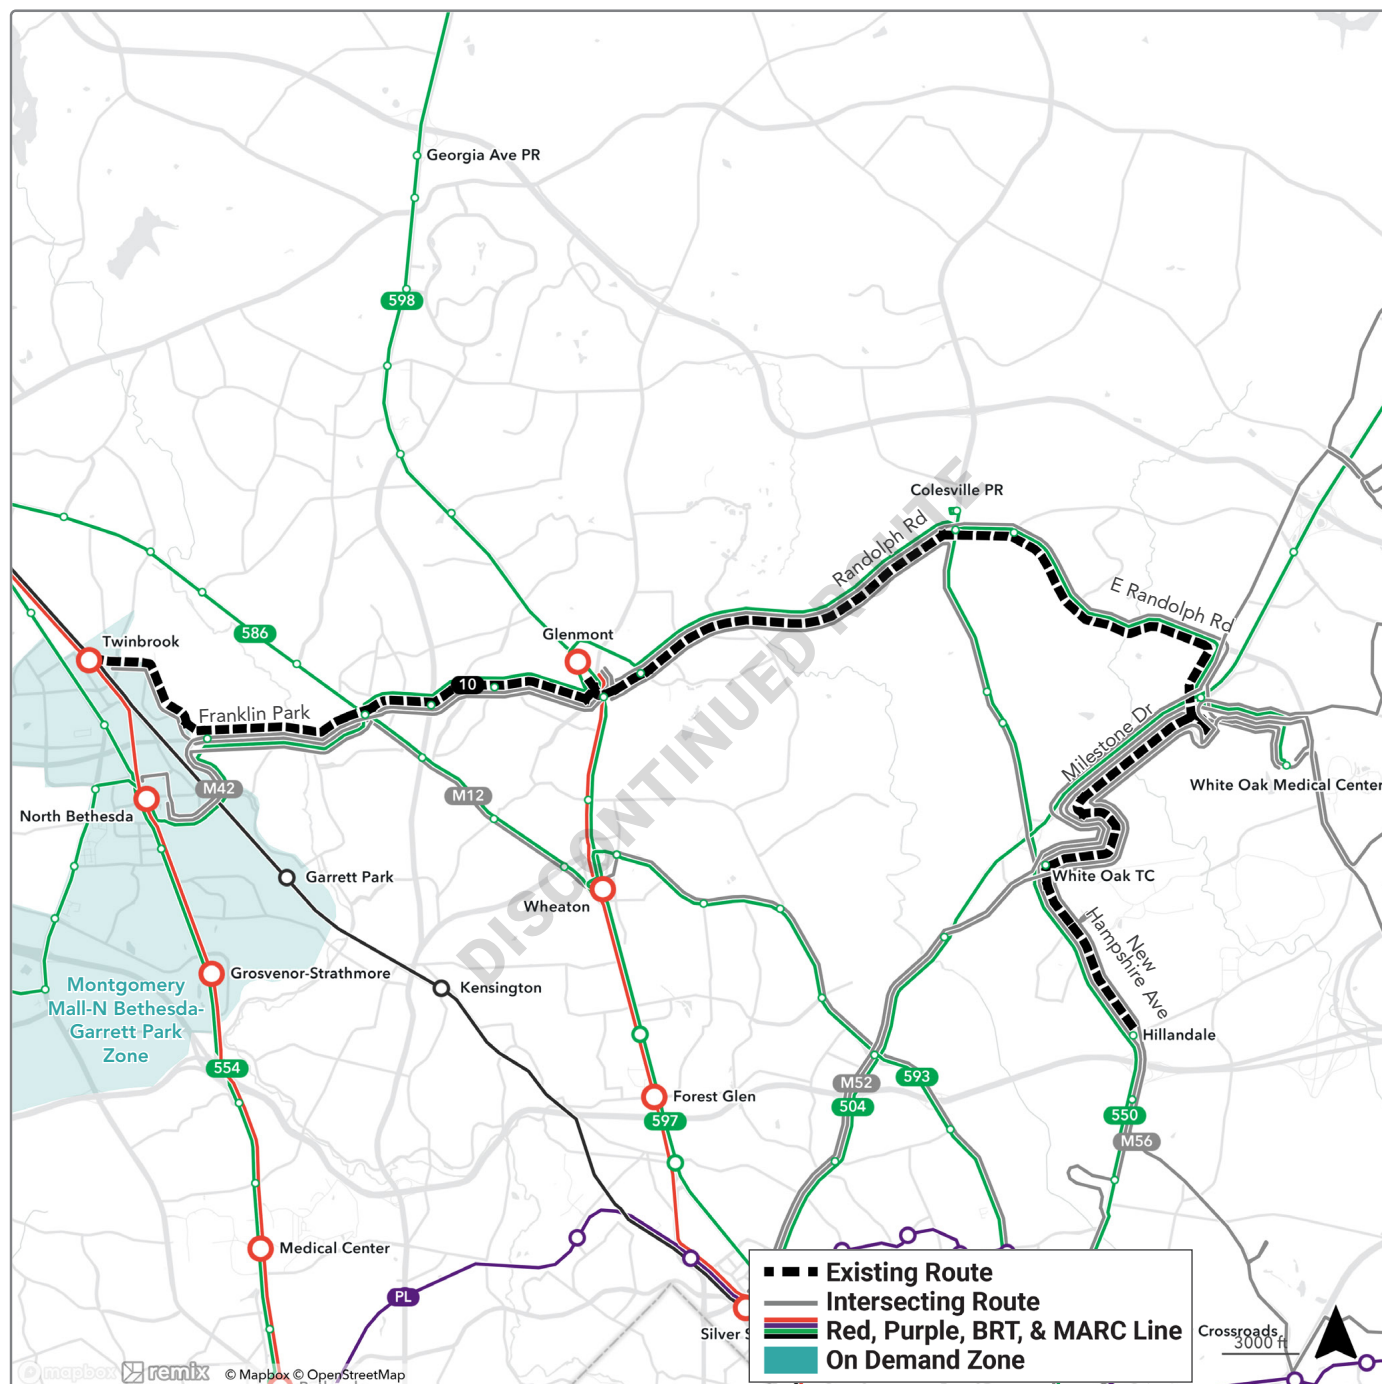 Georgia Ave PR
598
Colesville PR
Randolph Rd
E Randolph Rd
586
Glenmont
Twinbrook
10
Franklin Park
DISCONTINUED ROUTE
Milestone Dr
M42
M12
White Oak Medical Center
North Bethesda
Garrett Park
White Oak TC
Wheaton
New
Hampshire Ave
Grosvenor-Strathmore
Kensington
Montgomery
Mall-N Bethesda-
Garrett Park
Zone
Hillandale
554
M52
593
504
Forest Glen
597
550
M56
Medical Center
PL
Silver S
Existing Route
Intersecting Route
Red, Purple, BRT, & MARC Line
On Demand Zone
Crossroads
3000 ft
mapbox remix © Mapbox © OpenStreetMap